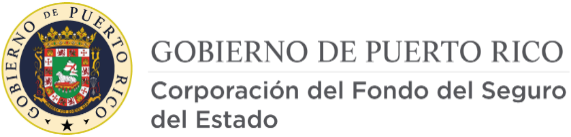 GOBIERNO DE PUERTO RICO
GOBIERNO DE PUERTO RICO
Corporación del Fondo del Seguro
del Estado